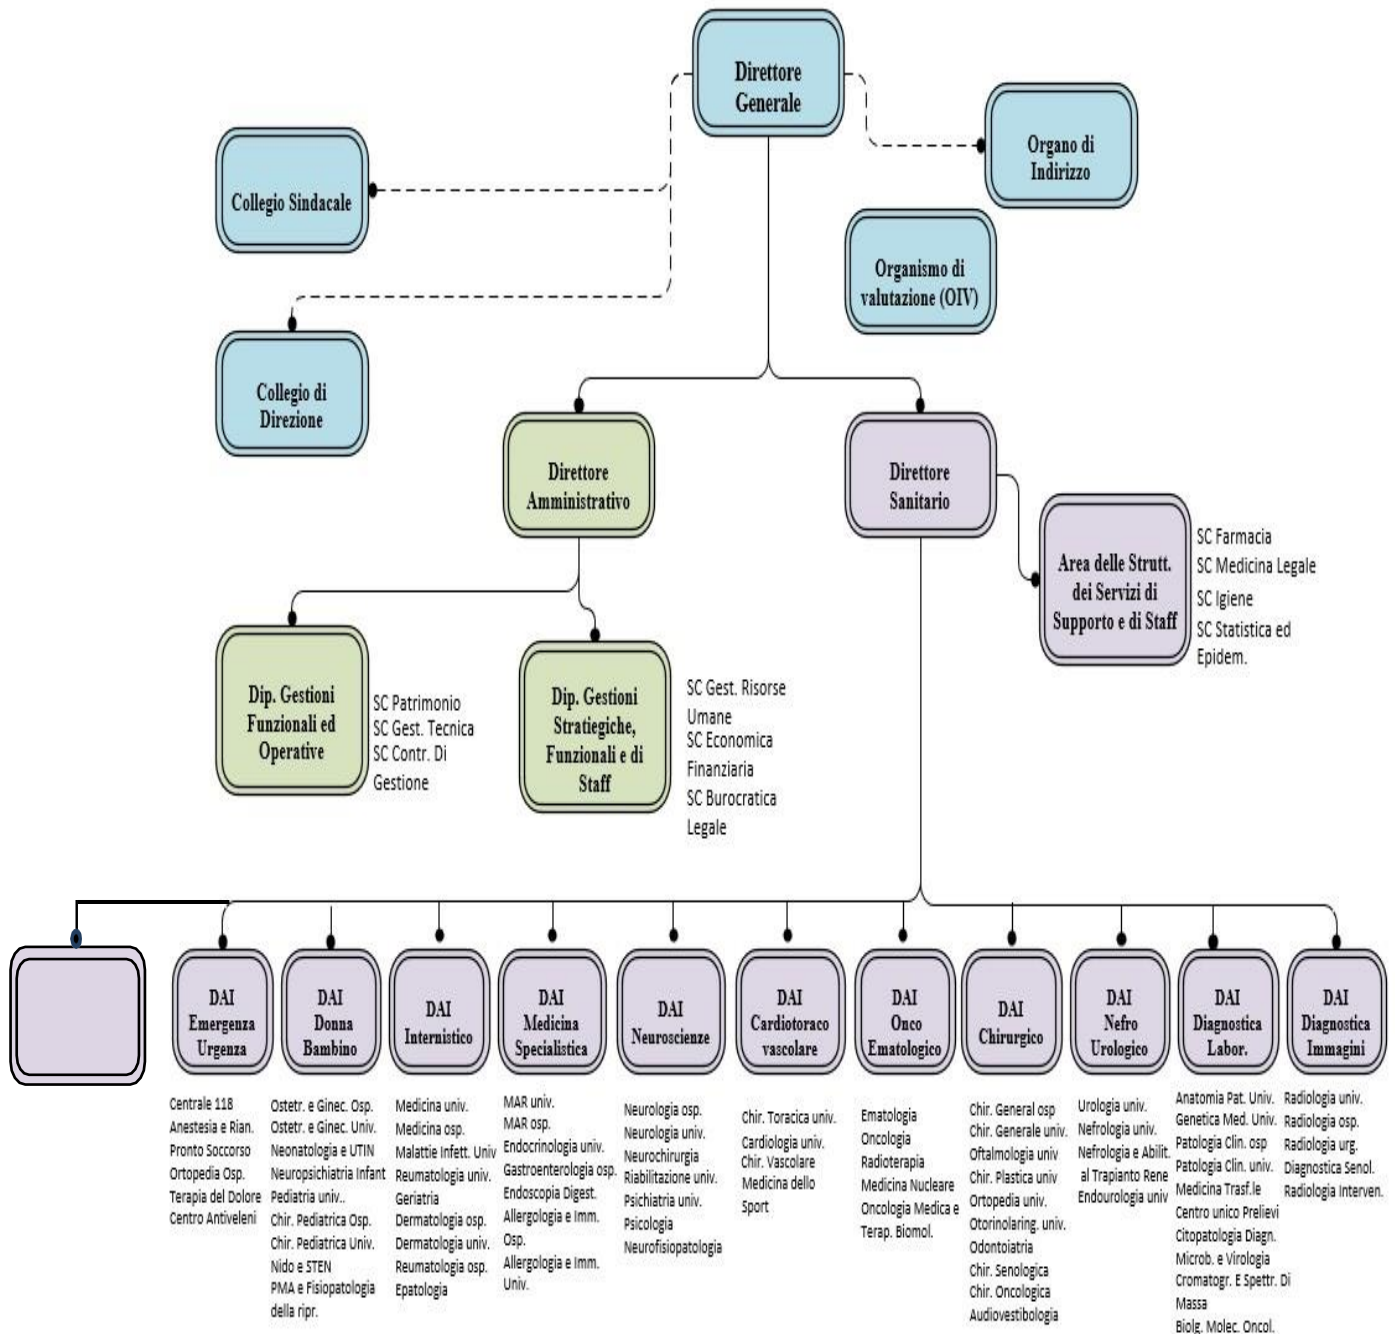 Direttore
Generale
Organo di
Indirizzo
Collegio Sindacale
Organismo di
valutazione (OIV)
Collegio di
Direzione
Direttore
Amministrativo
Direttore
Sanitario
Area delle Strutt.
dei Servizi di
Supporto e di Staff
SC Farmacia
SC Medicina Legale
SC Igiene
SC Statistica ed
Epidem.
Dip. Gestioni
Funzionali ed
Operative
SC Patrimonio
SC Gest. Tecnica
SC Contr. Di
Gestione
Dip. Gestioni
Stratiegiche,
Funzionali e di
Staff
SC Gest. Risorse
Umane
SC Economica
Finanziaria
SC Burocratica
Legale
DAI
Emergenza
Urgenza
Centrale 118
Anestesia e Rian.
Pronto Soccorso
Ortopedia Osp.
Terapia del Dolore
Centro Antiveleni
DAI
Donna
Bambino
Ostetr. e Ginec. Osp.
Ostetr. e Ginec. Univ.
Neonatologia e UTIN
Neuropsichiatria Infant
Pediatria univ..
Chir. Pediatrica Osp.
Chir. Pediatrica Univ.
Nido e STEN
PMA e Fisiopatologia
della ripr.
DAI
Internistico
Medicina univ.
Medicina osp.
Malattie Infett. Univ
Reumatologia univ.
Geriatria
Dermatologia osp.
Dermatologia univ.
Reumatologia osp.
Epatologia
DAI
Medicina
Specialistica
MAR univ.
MAR osp.
Endocrinologia univ.
Gastroenterologia osp.
Endoscopia Digest.
Allergologia e Imm.
Osp.
Allergologia e Imm.
Univ.
DAI
Neuroscienze
Neurologia osp.
Neurologia univ.
Neurochirurgia
Riabilitazione univ.
Psichiatria univ.
Psicologia
Neurofisiopatologia
DAI
Cardiotoraco
vascolare
Chir. Toracica univ.
Cardiologia univ.
Chir. Vascolare
Medicina dello
Sport
DAI
Onco
Ematologico
Ematologia
Oncologia
Radioterapia
Medicina Nucleare
Oncologia Medica e
Terap. Biomol.
DAI
Chirurgico
Chir. General osp
Chir. Generale univ.
Oftalmologia univ
Chir. Plastica univ
Ortopedia univ.
Otorinolaring. univ.
Odontoiatria
Chir. Senologica
Chir. Oncologica
Audiovestibologia
DAI
Nefro
Urologico
Urologia univ.
Nefrologia univ.
Nefrologia e Abilit.
al Trapianto Rene
Endourologia univ
DAI
Diagnostica
Labor.
Anatomia Pat. Univ.
Genetica Med. Univ.
Patologia Clin. osp
Patologia Clin. univ.
Medicina Trasf.le
Centro unico Prelievi
Citopatologia Diagn.
Microb. e Virologia
Cromatogr. E Spettr. Di
Massa
Biolg. Molec. Oncol.
DAI
Diagnostica
Immagini
Radiologia univ.
Radiologia osp.
Radiologia urg.
Diagnostica Senol.
Radiologia Interven.